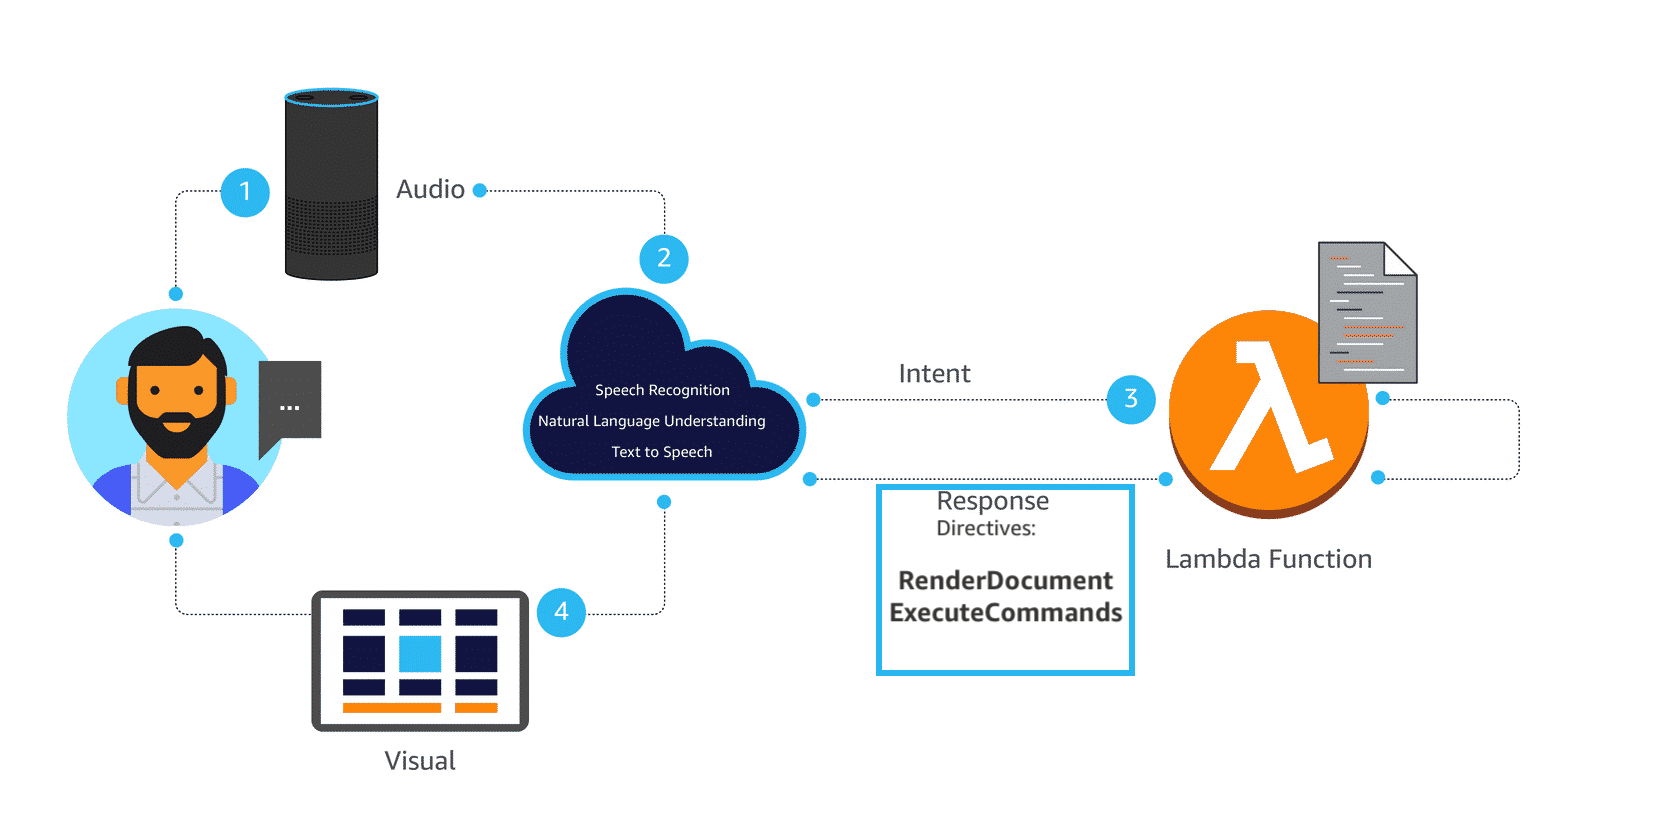 1
Audio
2
...
Speech Recognition
Natural Language Understanding
Text to Speech
Intent
3
λ
Response
Directives:
RenderDocument
ExecuteCommands
Lambda Function
4
Visual